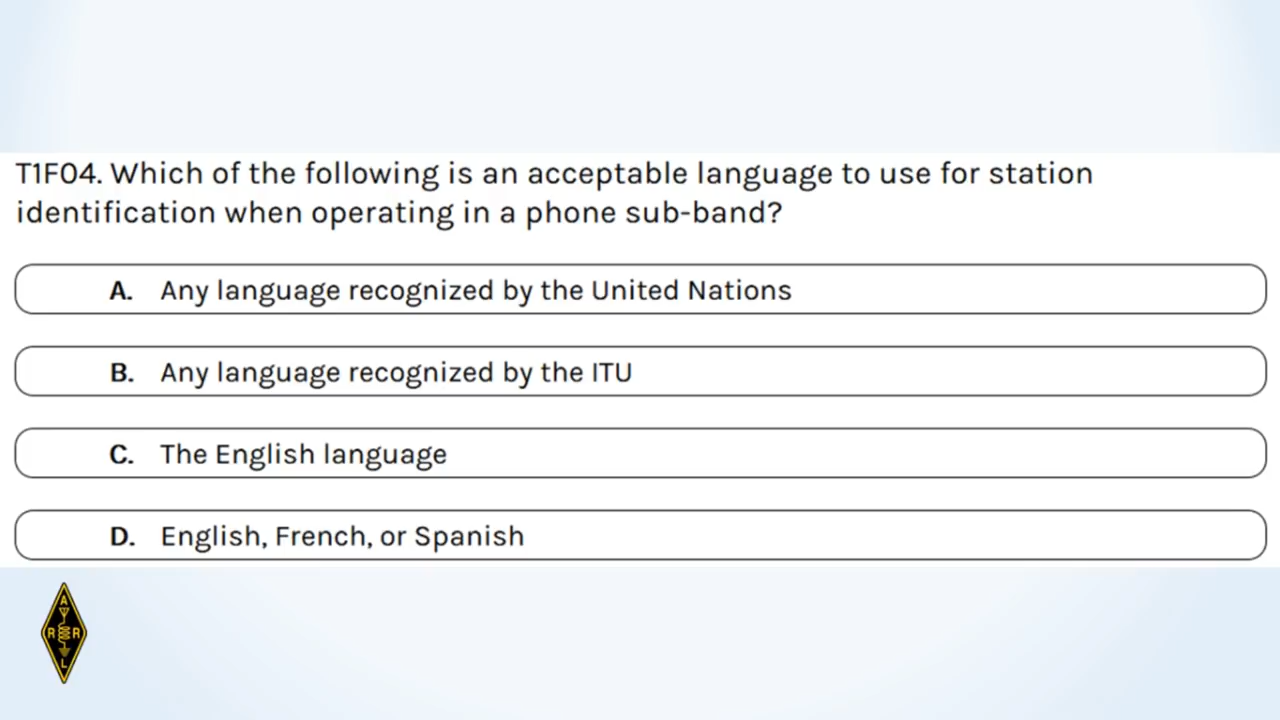 T1F04. Which of the following is an acceptable language to use for station
identification when operating in a phone sub-band?
A. Any language recognized by the United Nations
B. Any language recognized by the ITU
C. The English language
D. English, French, or Spanish
A
R R
L